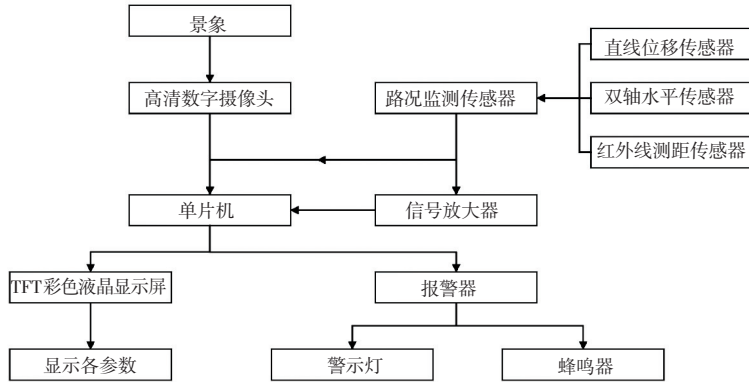 景象
直线位移传感器
高清数字摄像头
路况监测传感器
双轴水平传感器
红外线测距传感器
单片机
信号放大器
TFT彩色液晶显示屏
报警器
显示各参数
警示灯
蜂鸣器